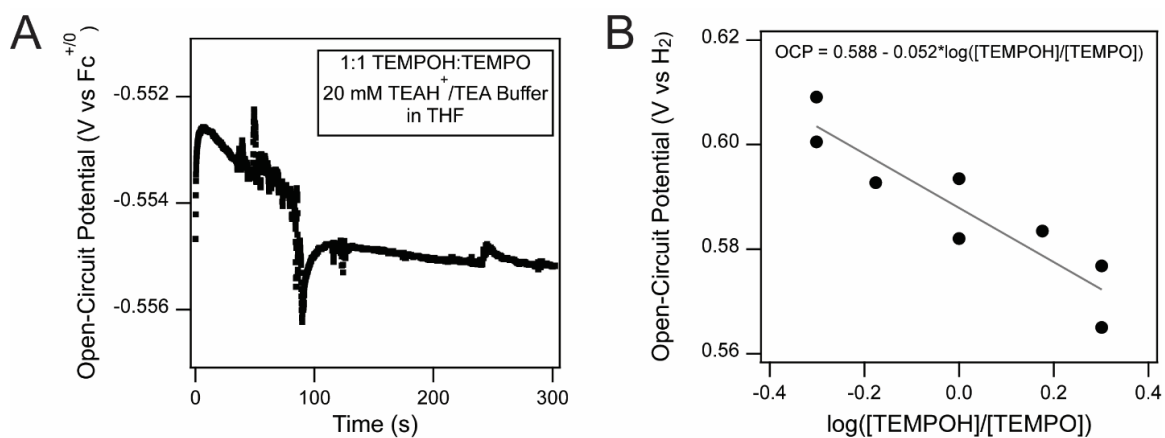 A
Open-Circuit Potential (V vs Fc⁺ᐟ⁰)
-0.552
-0.554
-0.556
1:1 TEMPOH:TEMPO
20 mM TEAH⁺/TEA Buffer
in THF
0
100
200
300
Time (s)
B
Open-Circuit Potential (V vs H₂)
0.62
0.60
0.58
0.56
OCP = 0.588 - 0.052*log([TEMPOH]/[TEMPO])
-0.4
-0.2
0.0
0.2
0.4
log([TEMPOH]/[TEMPO])